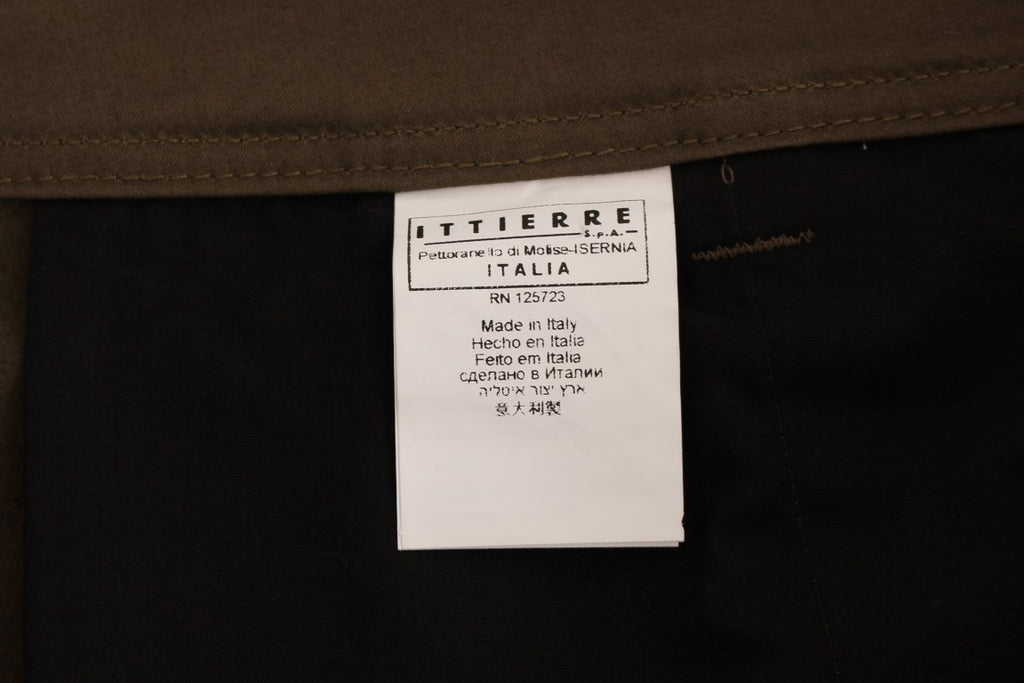 ITTIERRE
S.P.A.
Pettoranello di Molise-ISERNIA
ITALIA
RN 125723
Made in Italy
Hecho en Italia
Feito em Italia
сделано в Италии
ארץ יצור איטליה
意大利製